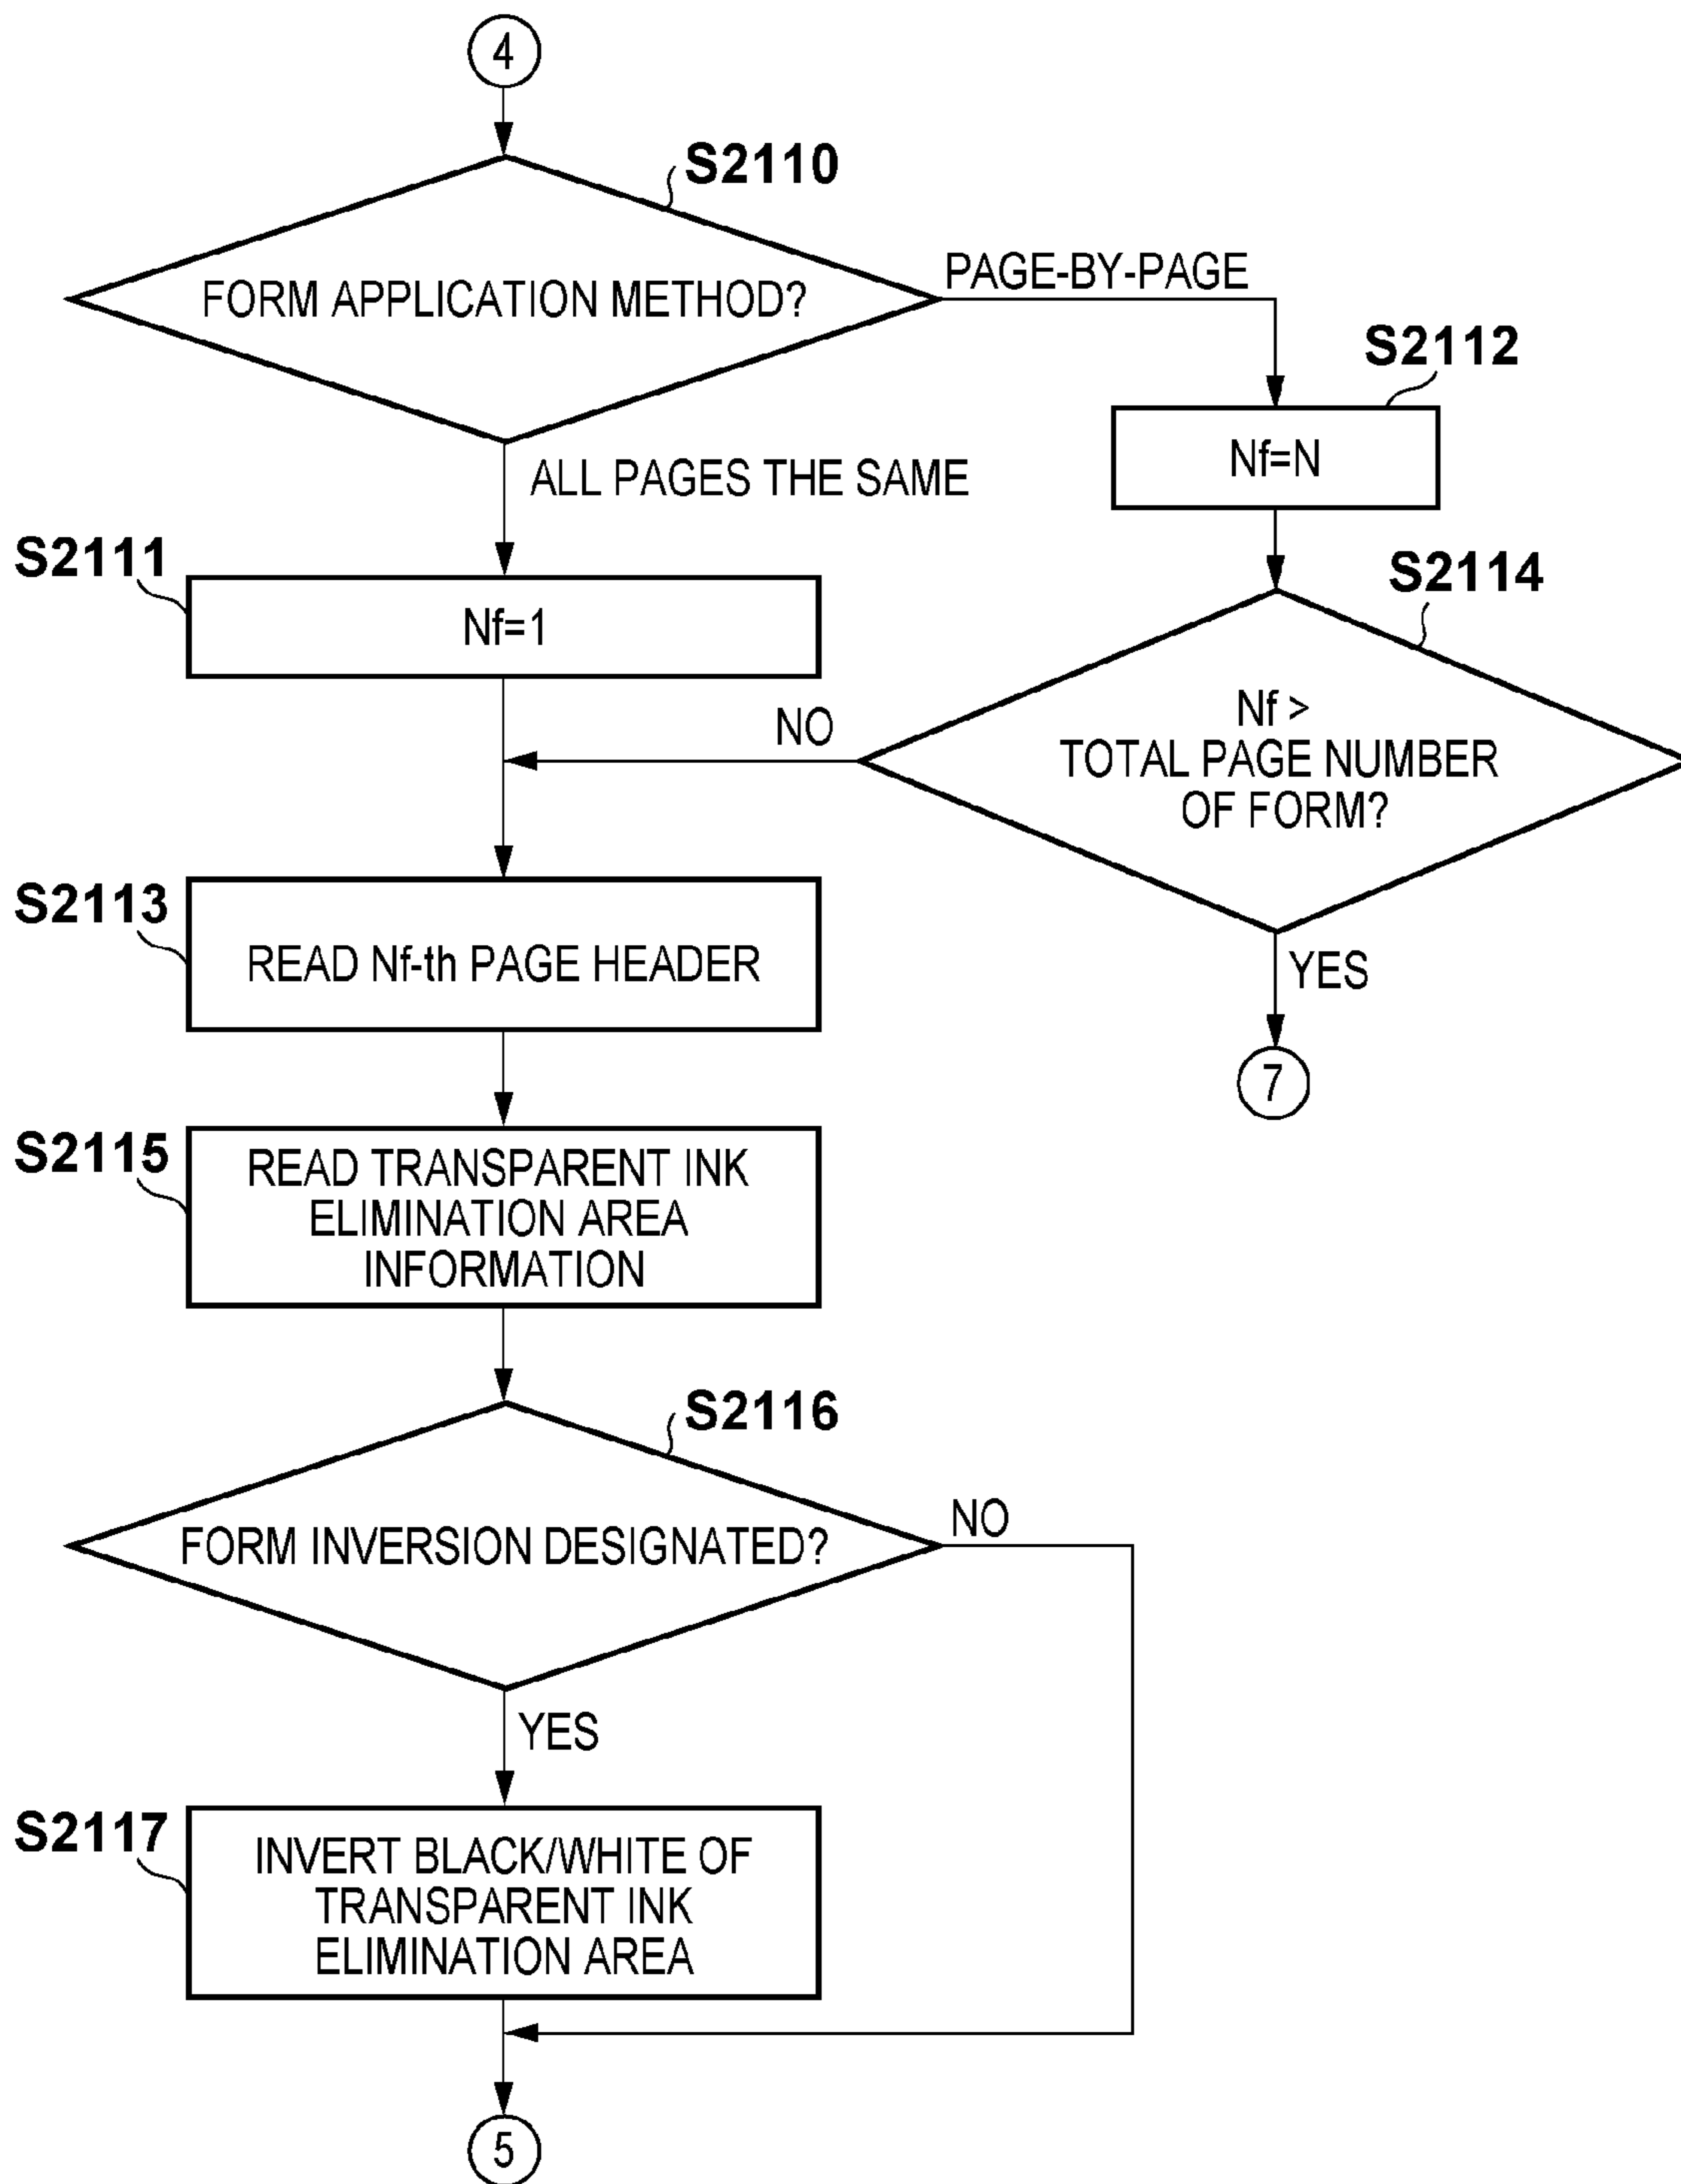 4
S2110
FORM APPLICATION METHOD?
PAGE-BY-PAGE
S2112
Nf=N
ALL PAGES THE SAME
S2111
Nf=1
S2114
Nf >
TOTAL PAGE NUMBER
OF FORM?
NO
YES
7
S2113
READ Nf-th PAGE HEADER
S2115
READ TRANSPARENT INK
ELIMINATION AREA
INFORMATION
S2116
FORM INVERSION DESIGNATED?
NO
YES
S2117
INVERT BLACK/WHITE OF
TRANSPARENT INK
ELIMINATION AREA
5